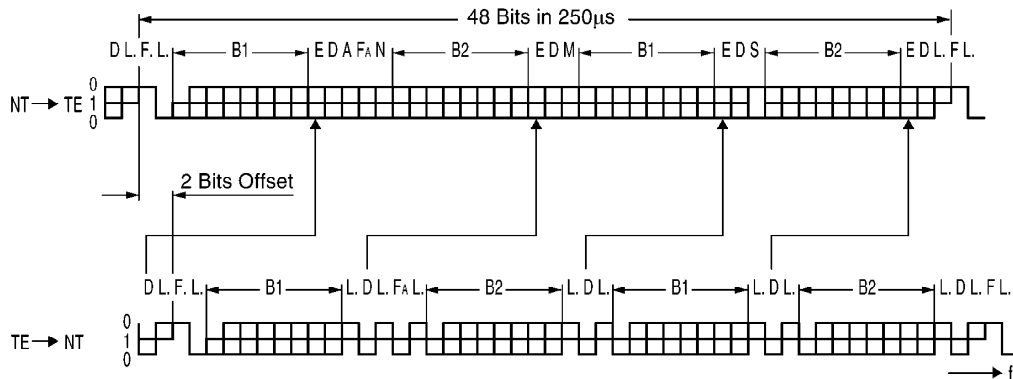 48 Bits in 250µs
D L. F. L. B1 E D A FA N B2 E D M B1 E D S B2 E D L. F L.
0
NT → TE 1
0
2 Bits Offset
D L. F. L. B1 L. D L. FA L. B2 L. D L. B1 L. D L. B2 L. D L. F L.
0
TE → NT 1
0
f